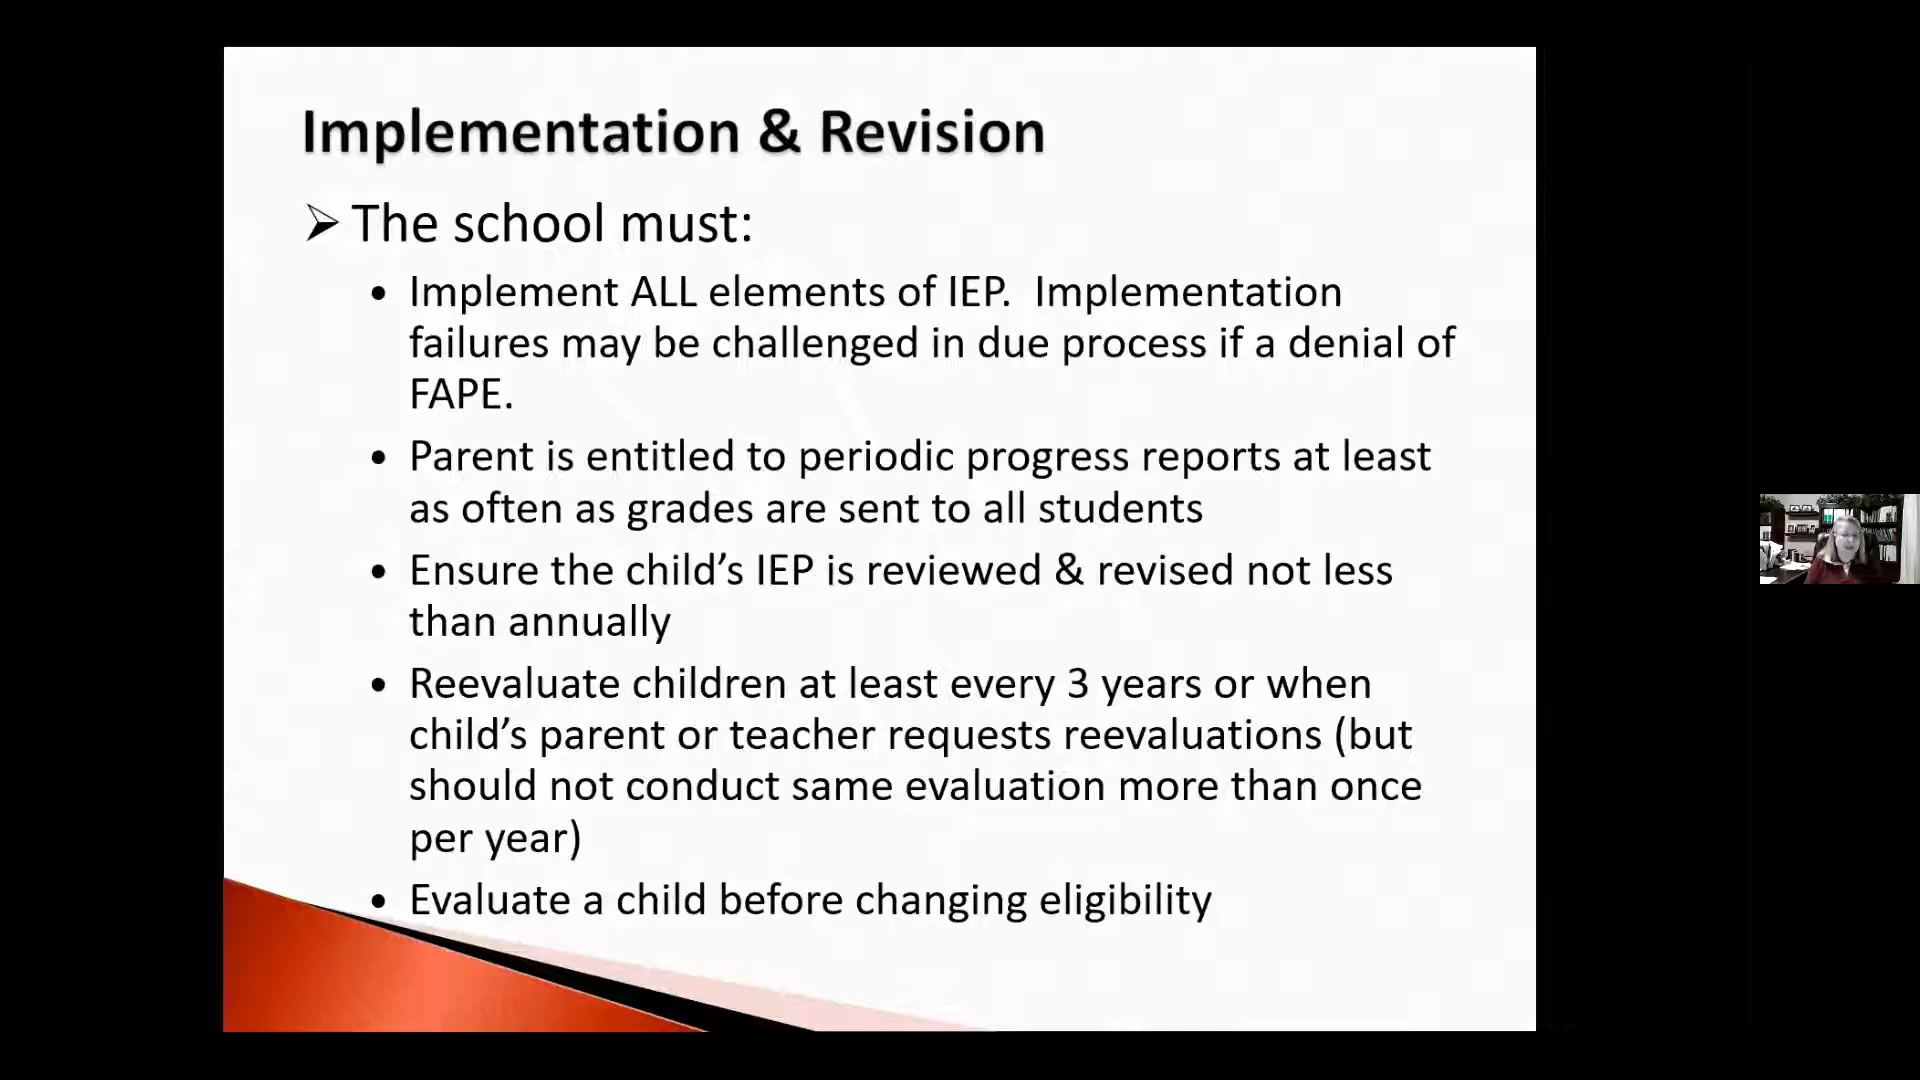 Implementation & Revision
➢ The school must:
• Implement ALL elements of IEP.  Implementation
failures may be challenged in due process if a denial of
FAPE.
• Parent is entitled to periodic progress reports at least
as often as grades are sent to all students
• Ensure the child’s IEP is reviewed & revised not less
than annually
• Reevaluate children at least every 3 years or when
child’s parent or teacher requests reevaluations (but
should not conduct same evaluation more than once
per year)
• Evaluate a child before changing eligibility